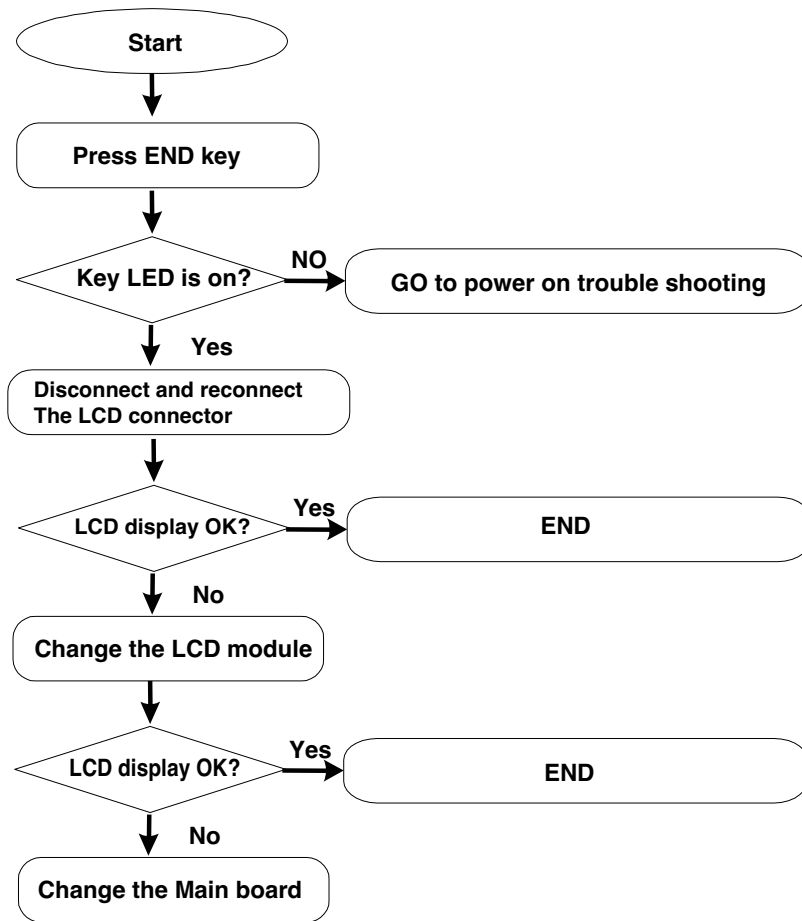 Start
Press END key
Key LED is on?
NO
GO to power on trouble shooting
Yes
Disconnect and reconnect
The LCD connector
LCD display OK?
Yes
END
No
Change the LCD module
LCD display OK?
Yes
END
No
Change the Main board